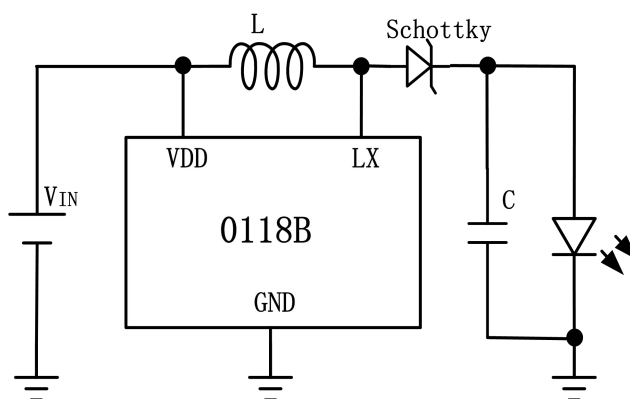 L
Schottky
VDD
LX
VIN
0118B
C
GND